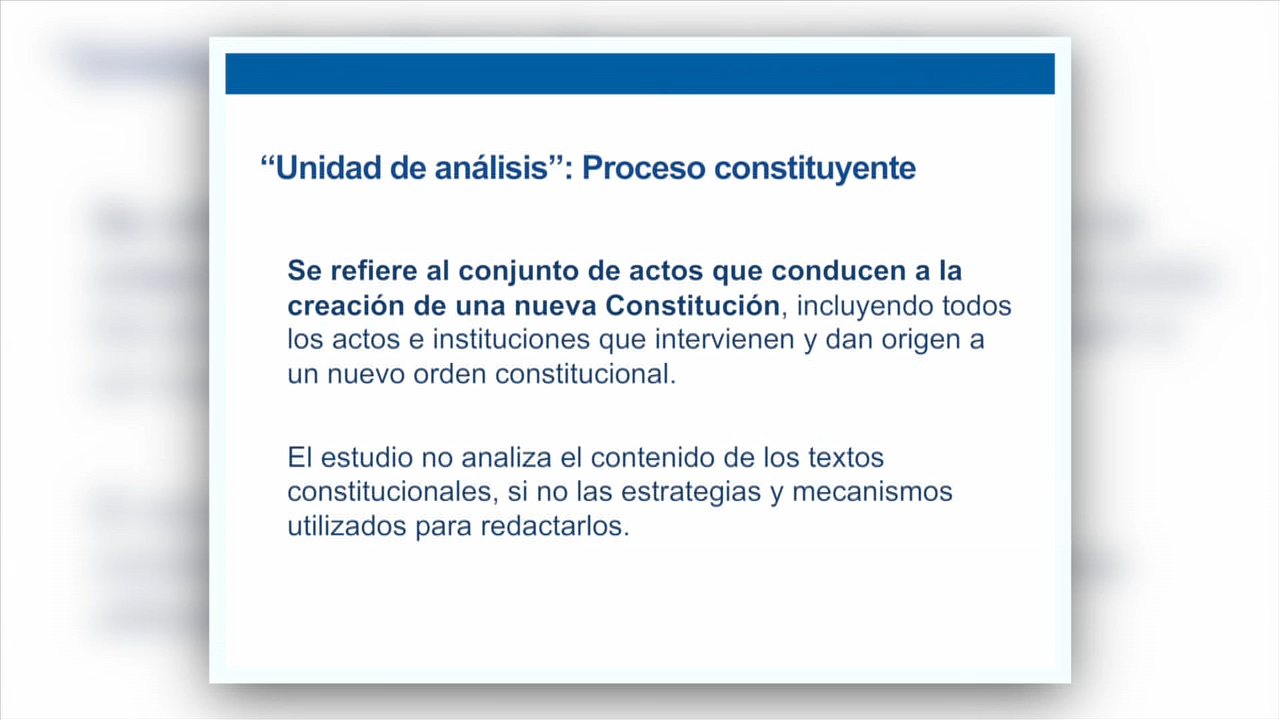 “Unidad de análisis”: Proceso constituyente
Se refiere al conjunto de actos que conducen a la
creación de una nueva Constitución, incluyendo todos
los actos e instituciones que intervienen y dan origen a
un nuevo orden constitucional.
El estudio no analiza el contenido de los textos
constitucionales, si no las estrategias y mecanismos
utilizados para redactarlos.